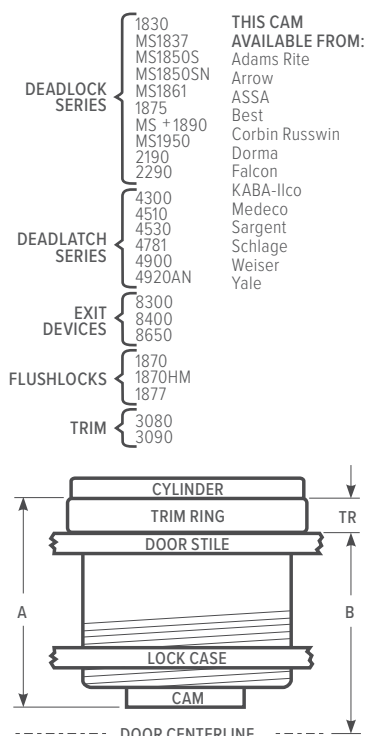 DEADLOCK
SERIES
1830
MS1837
MS1850S
MS1850SN
MS1861
1875
MS +1890
MS1950
2190
2290
DEADLATCH
SERIES
4300
4510
4530
4781
4900
4920AN
EXIT
DEVICES
8300
8400
8650
FLUSHLOCKS
1870
1870HM
1877
TRIM
3080
3090
THIS CAM
AVAILABLE FROM:
Adams Rite
Arrow
ASSA
Best
Corbin Russwin
Dorma
Falcon
KABA-Ilco
Medeco
Sargent
Schlage
Weiser
Yale
CYLINDER
TRIM RING
TR
DOOR STILE
A
B
LOCK CASE
CAM
DOOR CENTERLINE